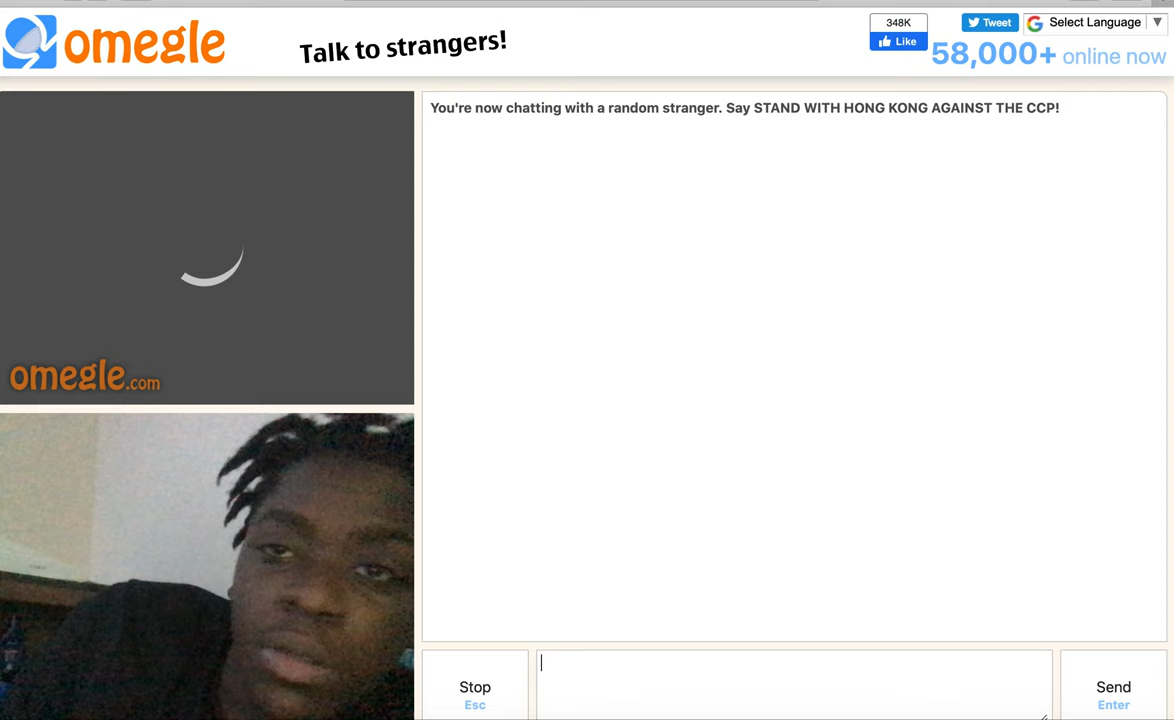 omegle
Talk to strangers!
348K
Like
Tweet
Select Language ▼
58,000+ online now
You're now chatting with a random stranger. Say STAND WITH HONG KONG AGAINST THE CCP!
omegle.com
Stop
Esc
Send
Enter